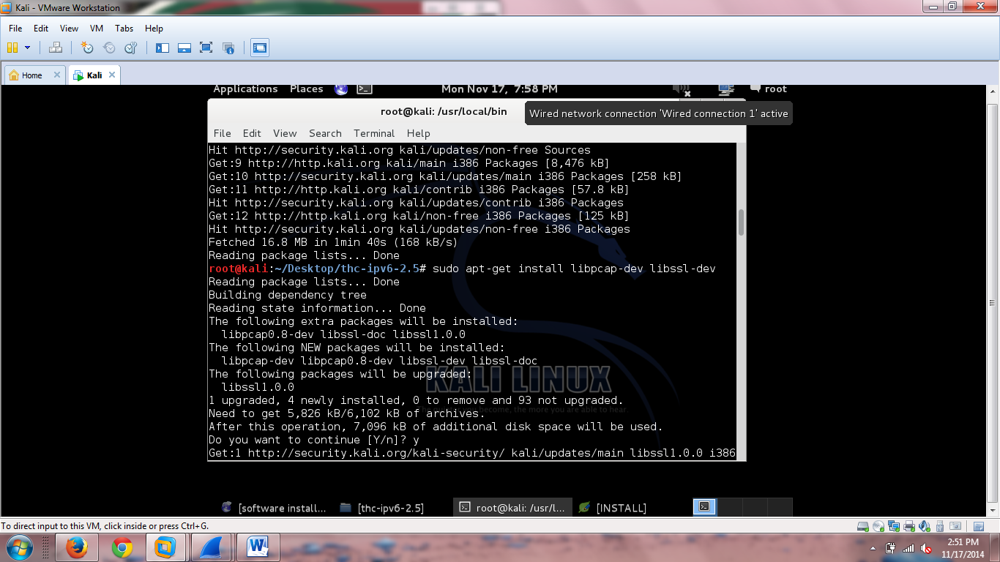 Kali - VMware Workstation
File Edit View VM Tabs Help
Home Kali
Applications Places Mon Nov 17, 7:58 PM root
root@kali: /usr/local/bin
Wired network connection 'Wired connection 1' active
File Edit View Search Terminal Help
Hit http://security.kali.org kali/updates/non-free Sources
Get:9 http://http.kali.org kali/main i386 Packages [8,476 kB]
Get:10 http://security.kali.org kali/updates/main i386 Packages [258 kB]
Get:11 http://http.kali.org kali/contrib i386 Packages [57.8 kB]
Hit http://security.kali.org kali/updates/contrib i386 Packages
Get:12 http://http.kali.org kali/non-free i386 Packages [125 kB]
Hit http://security.kali.org kali/updates/non-free i386 Packages
Fetched 16.8 MB in 1min 40s (168 kB/s)
Reading package lists... Done
root@kali:~/Desktop/thc-ipv6-2.5# sudo apt-get install libpcap-dev libssl-dev
Reading package lists... Done
Building dependency tree
Reading state information... Done
The following extra packages will be installed:
libpcap0.8-dev libssl-doc libssl1.0.0
The following NEW packages will be installed:
libpcap-dev libpcap0.8-dev libssl-dev libssl-doc
The following packages will be upgraded:
libssl1.0.0
KALI LINUX
1 upgraded, 4 newly installed, 0 to remove and 93 not upgraded.
Need to get 5,826 kB/6,102 kB of archives.
you become, the more you are able to hear.
After this operation, 7,096 kB of additional disk space will be used.
Do you want to continue [Y/n]? y
Get:1 http://security.kali.org/kali-security/ kali/updates/main libssl1.0.0 i386
[software install... [thc-ipv6-2.5] root@kali: /usr/l... [INSTALL]
To direct input to this VM, click inside or press Ctrl+G.
2:51 PM
11/17/2014